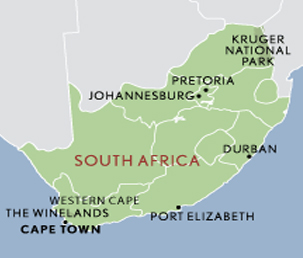 KRUGER
NATIONAL
PARK
PRETORIA
JOHANNESBURG
SOUTH AFRICA
DURBAN
WESTERN CAPE
THE WINELANDS
PORT ELIZABETH
CAPE TOWN